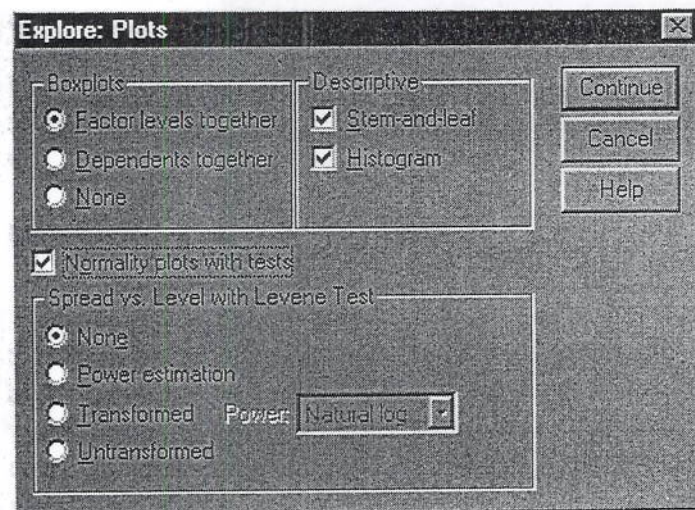 Explore: Plots
Boxplots
Factor levels together
Dependents together
None
Descriptive
Stem-and-leaf
Histogram
Continue
Cancel
Help
Normality plots with tests
Spread vs. Level with Levene Test
None
Power estimation
Transformed Power: Natural log
Untransformed